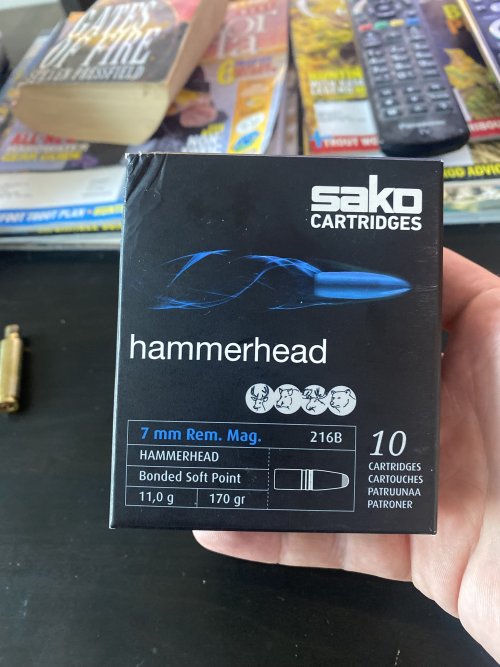 GATES
OF FIRE
STEVEN PRESSFIELD
sako
CARTRIDGES
hammerhead
7 mm Rem. Mag.
216B
HAMMERHEAD
Bonded Soft Point
11,0 g
170 gr
10
CARTRIDGES
CARTOUCHES
PATRUUNAA
PATRONER